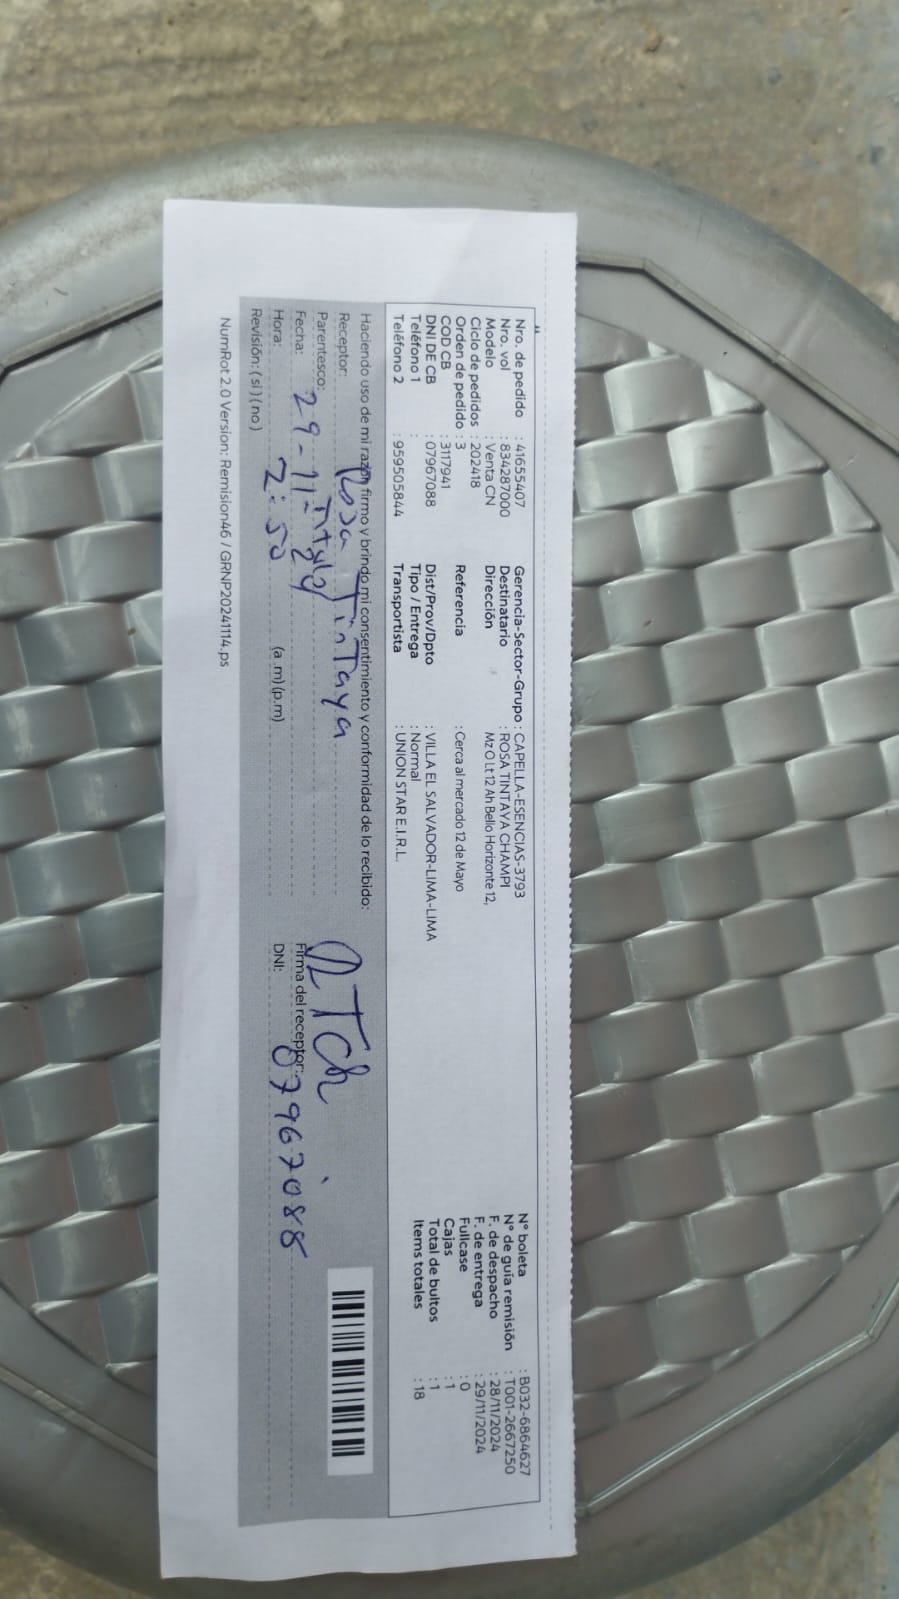 Nro. de pedido : 41655407
Nro. vol : 834287000
Modelo : Venta CN
Ciclo de pedidos : 202418
Orden de pedido : 3
COD CB : 3117941
DNI DE CB : 07967088
Teléfono 1 :
Teléfono 2 : 959505844
Gerencia-Sector-Grupo : CAPELLA-ESENCIAS-3793
Destinatario : ROSA TINTAYA CHAMPI
Dirección Mz O Lt 12 Ah Bello Horizonte 12,
Referencia : Cerca al mercado 12 de Mayo
Dist/Prov/Dpto : VILLA EL SALVADOR-LIMA-LIMA
Tipo / Entrega : Normal
Transportista : UNION STAR E.I.R.L.
N° boleta : B032-6864627
N° de guía remisión : T001-2667250
F. de despacho : 28/11/2024
F. de entrega : 29/11/2024
Fullcase : 0
Cajas : 1
Total de bultos : 1
Items totales : 18
Haciendo uso de mi razón firmo y brindo mi consentimiento y conformidad de lo recibido:
Receptor: Rosa Tintaya
Parentesco:
Fecha: 29-11-
Hora: 2:50 (a.m)(p.m)
Revisión: (si) (no)
RTCh
Firma del receptor:
DNI: 07967088
NumRot 2.0 Version: Remision46 / GRNP20241114.ps